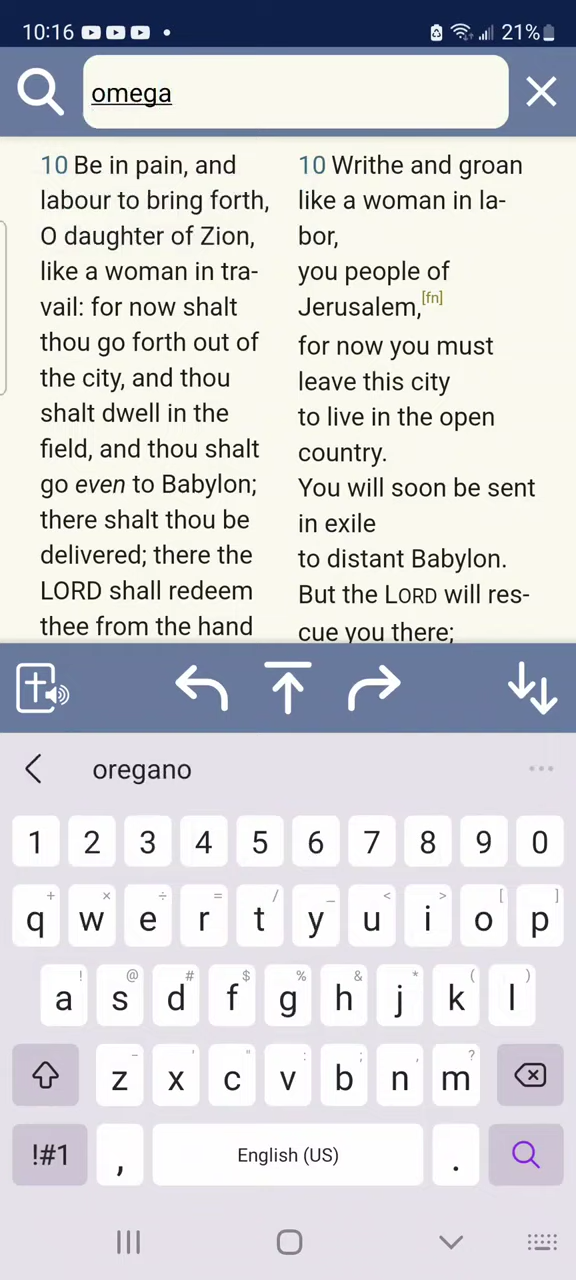 10:16
21%
omega
10 Be in pain, and
labour to bring forth,
O daughter of Zion,
like a woman in tra-
vail: for now shalt
thou go forth out of
the city, and thou
shalt dwell in the
field, and thou shalt
go even to Babylon;
there shalt thou be
delivered; there the
LORD shall redeem
thee from the hand
10 Writhe and groan
like a woman in la-
bor,
you people of
Jerusalem,[fn]
for now you must
leave this city
to live in the open
country.
You will soon be sent
in exile
to distant Babylon.
But the LORD will res-
cue you there;
oregano
...
1 2 3 4 5 6 7 8 9 0
+ × ÷ = / _ < > [ ]
q w e r t y u i o p
! @ # $ % & * ( )
a s d f g h j k l
- ' " : ; , ?
z x c v b n m
!#1 , English (US) .